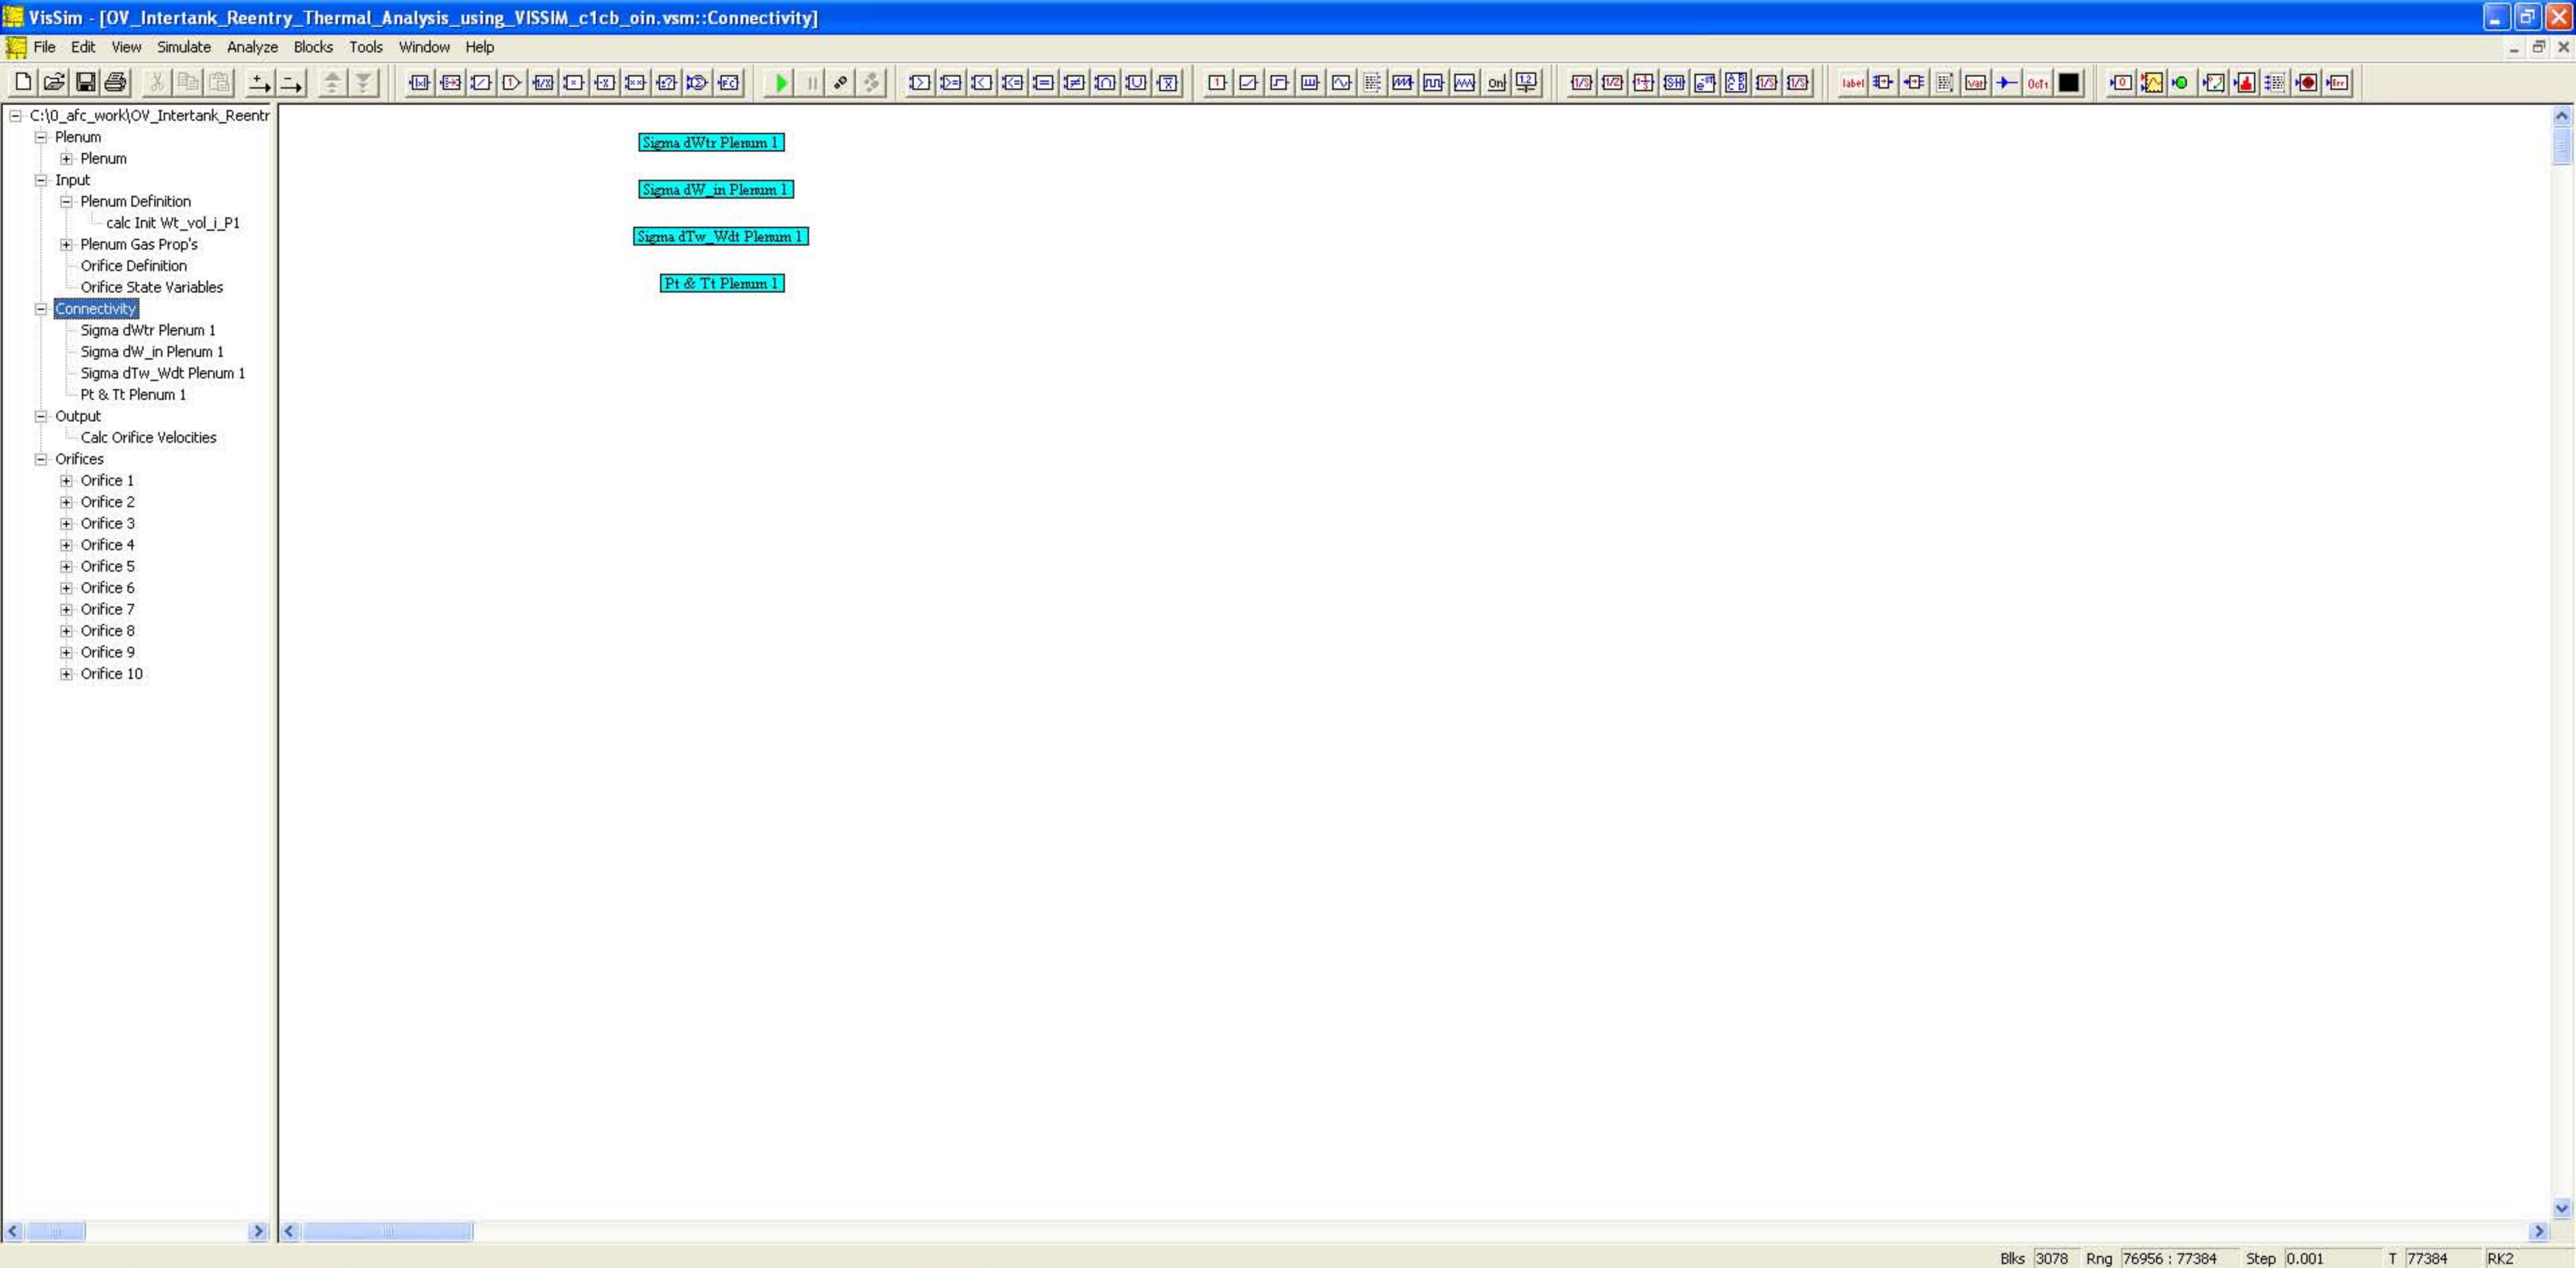 VisSim - [OV_Intertank_Reentry_Thermal_Analysis_using_VISSIM_c1cb_oin.vsm::Connectivity]
File Edit View Simulate Analyze Blocks Tools Window Help
C:\0_afc_work\OV_Intertank_Reentr
Plenum
Plenum
Input
Plenum Definition
calc Init Wt_vol_i_P1
Plenum Gas Prop's
Orifice Definition
Orifice State Variables
Connectivity
Sigma dWtr Plenum 1
Sigma dW_in Plenum 1
Sigma dTw_Wdt Plenum 1
Pt & Tt Plenum 1
Output
Calc Orifice Velocities
Orifices
Orifice 1
Orifice 2
Orifice 3
Orifice 4
Orifice 5
Orifice 6
Orifice 7
Orifice 8
Orifice 9
Orifice 10
Sigma dWtr Plenum 1
Sigma dW_in Plenum 1
Sigma dTw_Wdt Plenum 1
Pt & Tt Plenum 1
Blks 3078 Rng 76956 : 77384 Step 0.001 T 77384 RK2